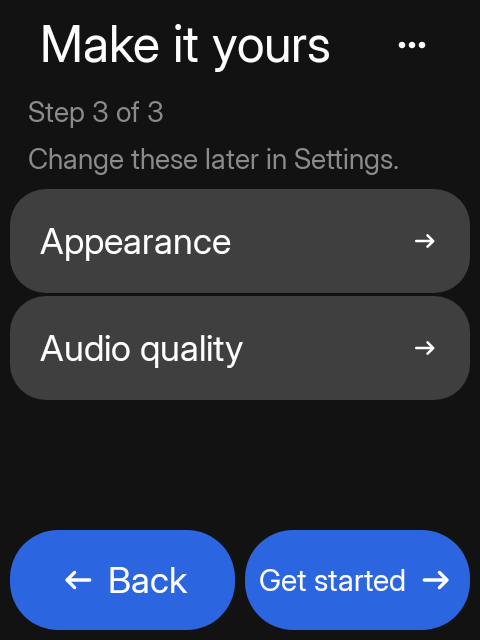 Make it yours
Step 3 of 3
Change these later in Settings.
Appearance
Audio quality
Back
Get started